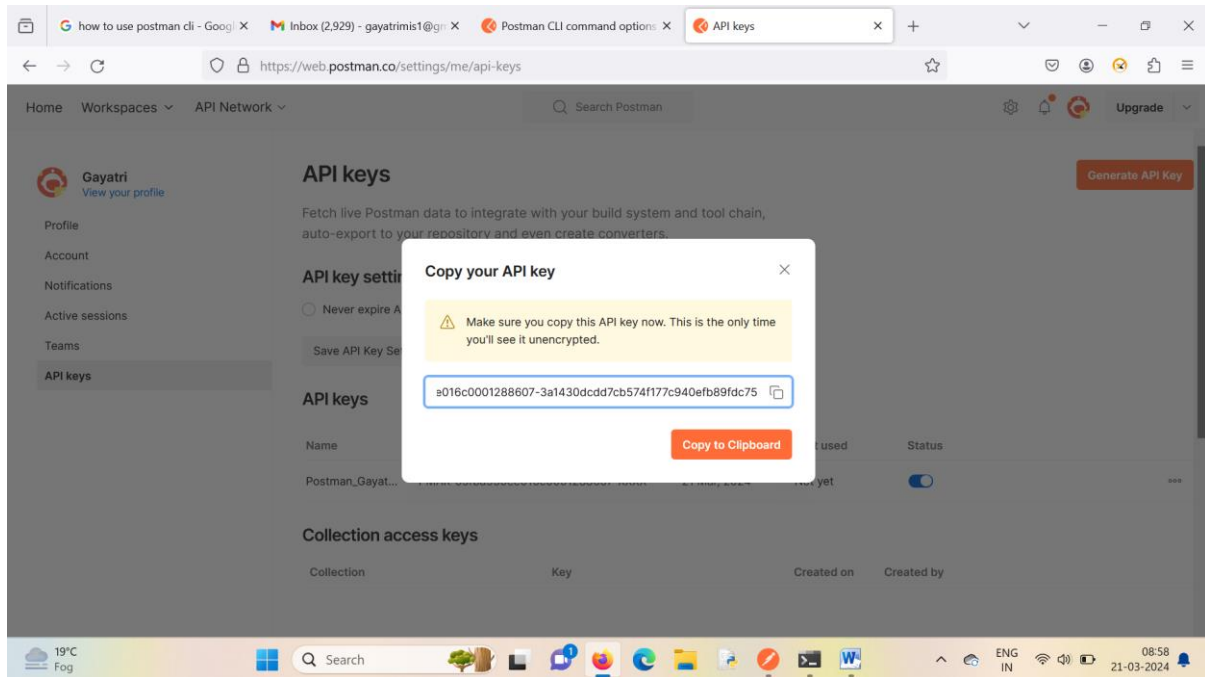 how to use postman cli - Googl
Inbox (2,929) - gayatrimis1@gm
Postman CLI command options
API keys
https://web.postman.co/settings/me/api-keys
Home Workspaces API Network
Search Postman
Upgrade
Gayatri
View your profile
Profile
Account
Notifications
Active sessions
Teams
API keys
API keys
Generate API Key
Fetch live Postman data to integrate with your build system and tool chain,
auto-export to your repository and even create converters.
API key settin
Never expire A
Save API Key Se
Copy your API key
Make sure you copy this API key now. This is the only time
you'll see it unencrypted.
e016c0001288607-3a1430dcdd7cb574f177c940efb89fdc75
Copy to Clipboard
API keys
Name used Status
Postman_Gayat... yet
Collection access keys
Collection Key Created on Created by
19°C
Fog
Search
ENG
IN
08:58
21-03-2024